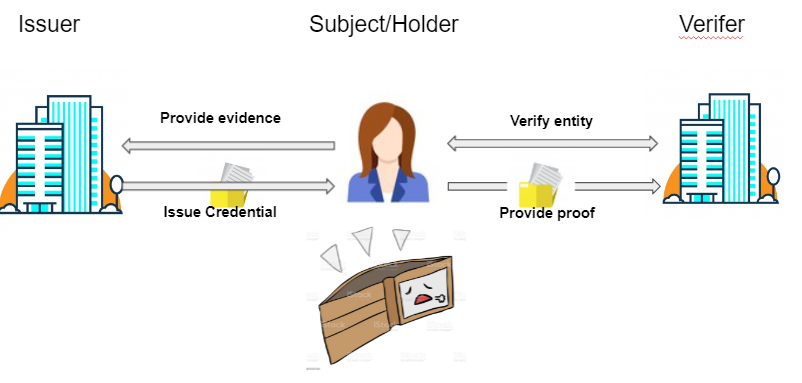 Issuer
Subject/Holder
Verifer
Provide evidence
Verify entity
Issue Credential
Provide proof